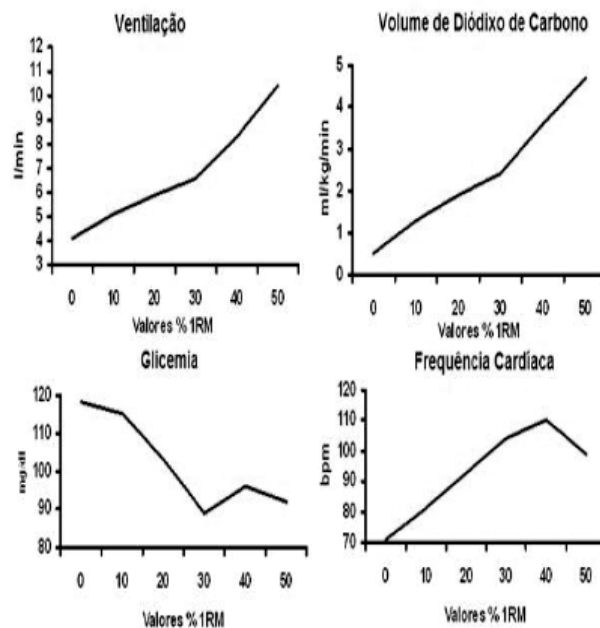 Ventilação
12
11
10
9
8
7
6
5
4
3
l/min
0 10 20 30 40 50
Valores % 1RM
Volume de Diódixo de Carbono
5
4
3
2
1
0
ml/kg/min
0 10 20 30 40 50
Valores % 1RM
Glicemia
120
110
100
90
80
mg/dl
0 10 20 30 40 50
Valores % 1RM
Frequência Cardíaca
120
110
100
90
80
70
bpm
0 10 20 30 40 50
Valores % 1RM